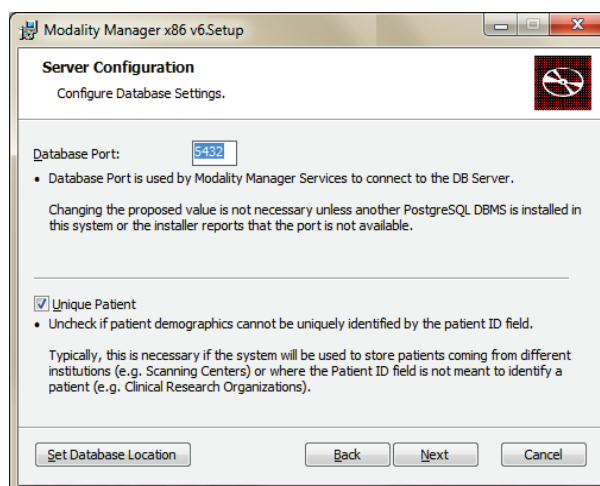 Modality Manager x86 v6.Setup
Server Configuration
Configure Database Settings.
Database Port: 5432
• Database Port is used by Modality Manager Services to connect to the DB Server.
Changing the proposed value is not necessary unless another PostgreSQL DBMS is installed in
this system or the installer reports that the port is not available.
Unique Patient
• Uncheck if patient demographics cannot be uniquely identified by the patient ID field.
Typically, this is necessary if the system will be used to store patients coming from different
institutions (e.g. Scanning Centers) or where the Patient ID field is not meant to identify a
patient (e.g. Clinical Research Organizations).
Set Database Location Back Next Cancel